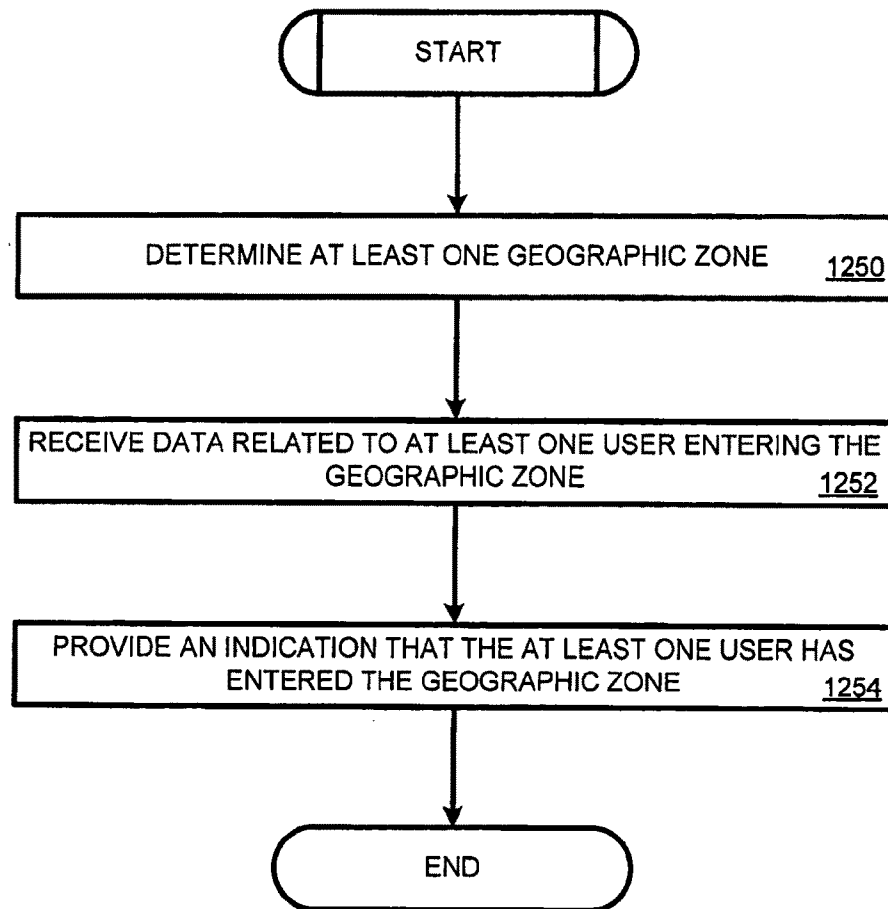 START
DETERMINE AT LEAST ONE GEOGRAPHIC ZONE 1250
RECEIVE DATA RELATED TO AT LEAST ONE USER ENTERING THE
GEOGRAPHIC ZONE 1252
PROVIDE AN INDICATION THAT THE AT LEAST ONE USER HAS
ENTERED THE GEOGRAPHIC ZONE 1254
END